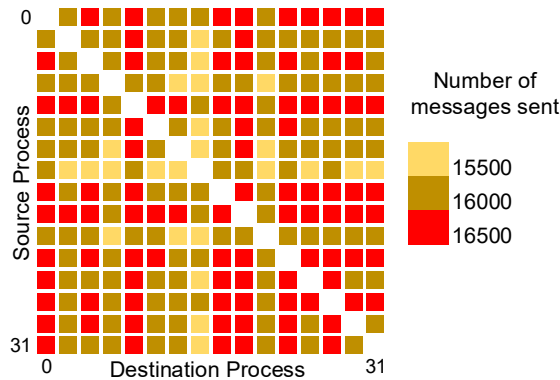 0
Source Process
31
0
Destination Process
31
Number of
messages sent
15500
16000
16500